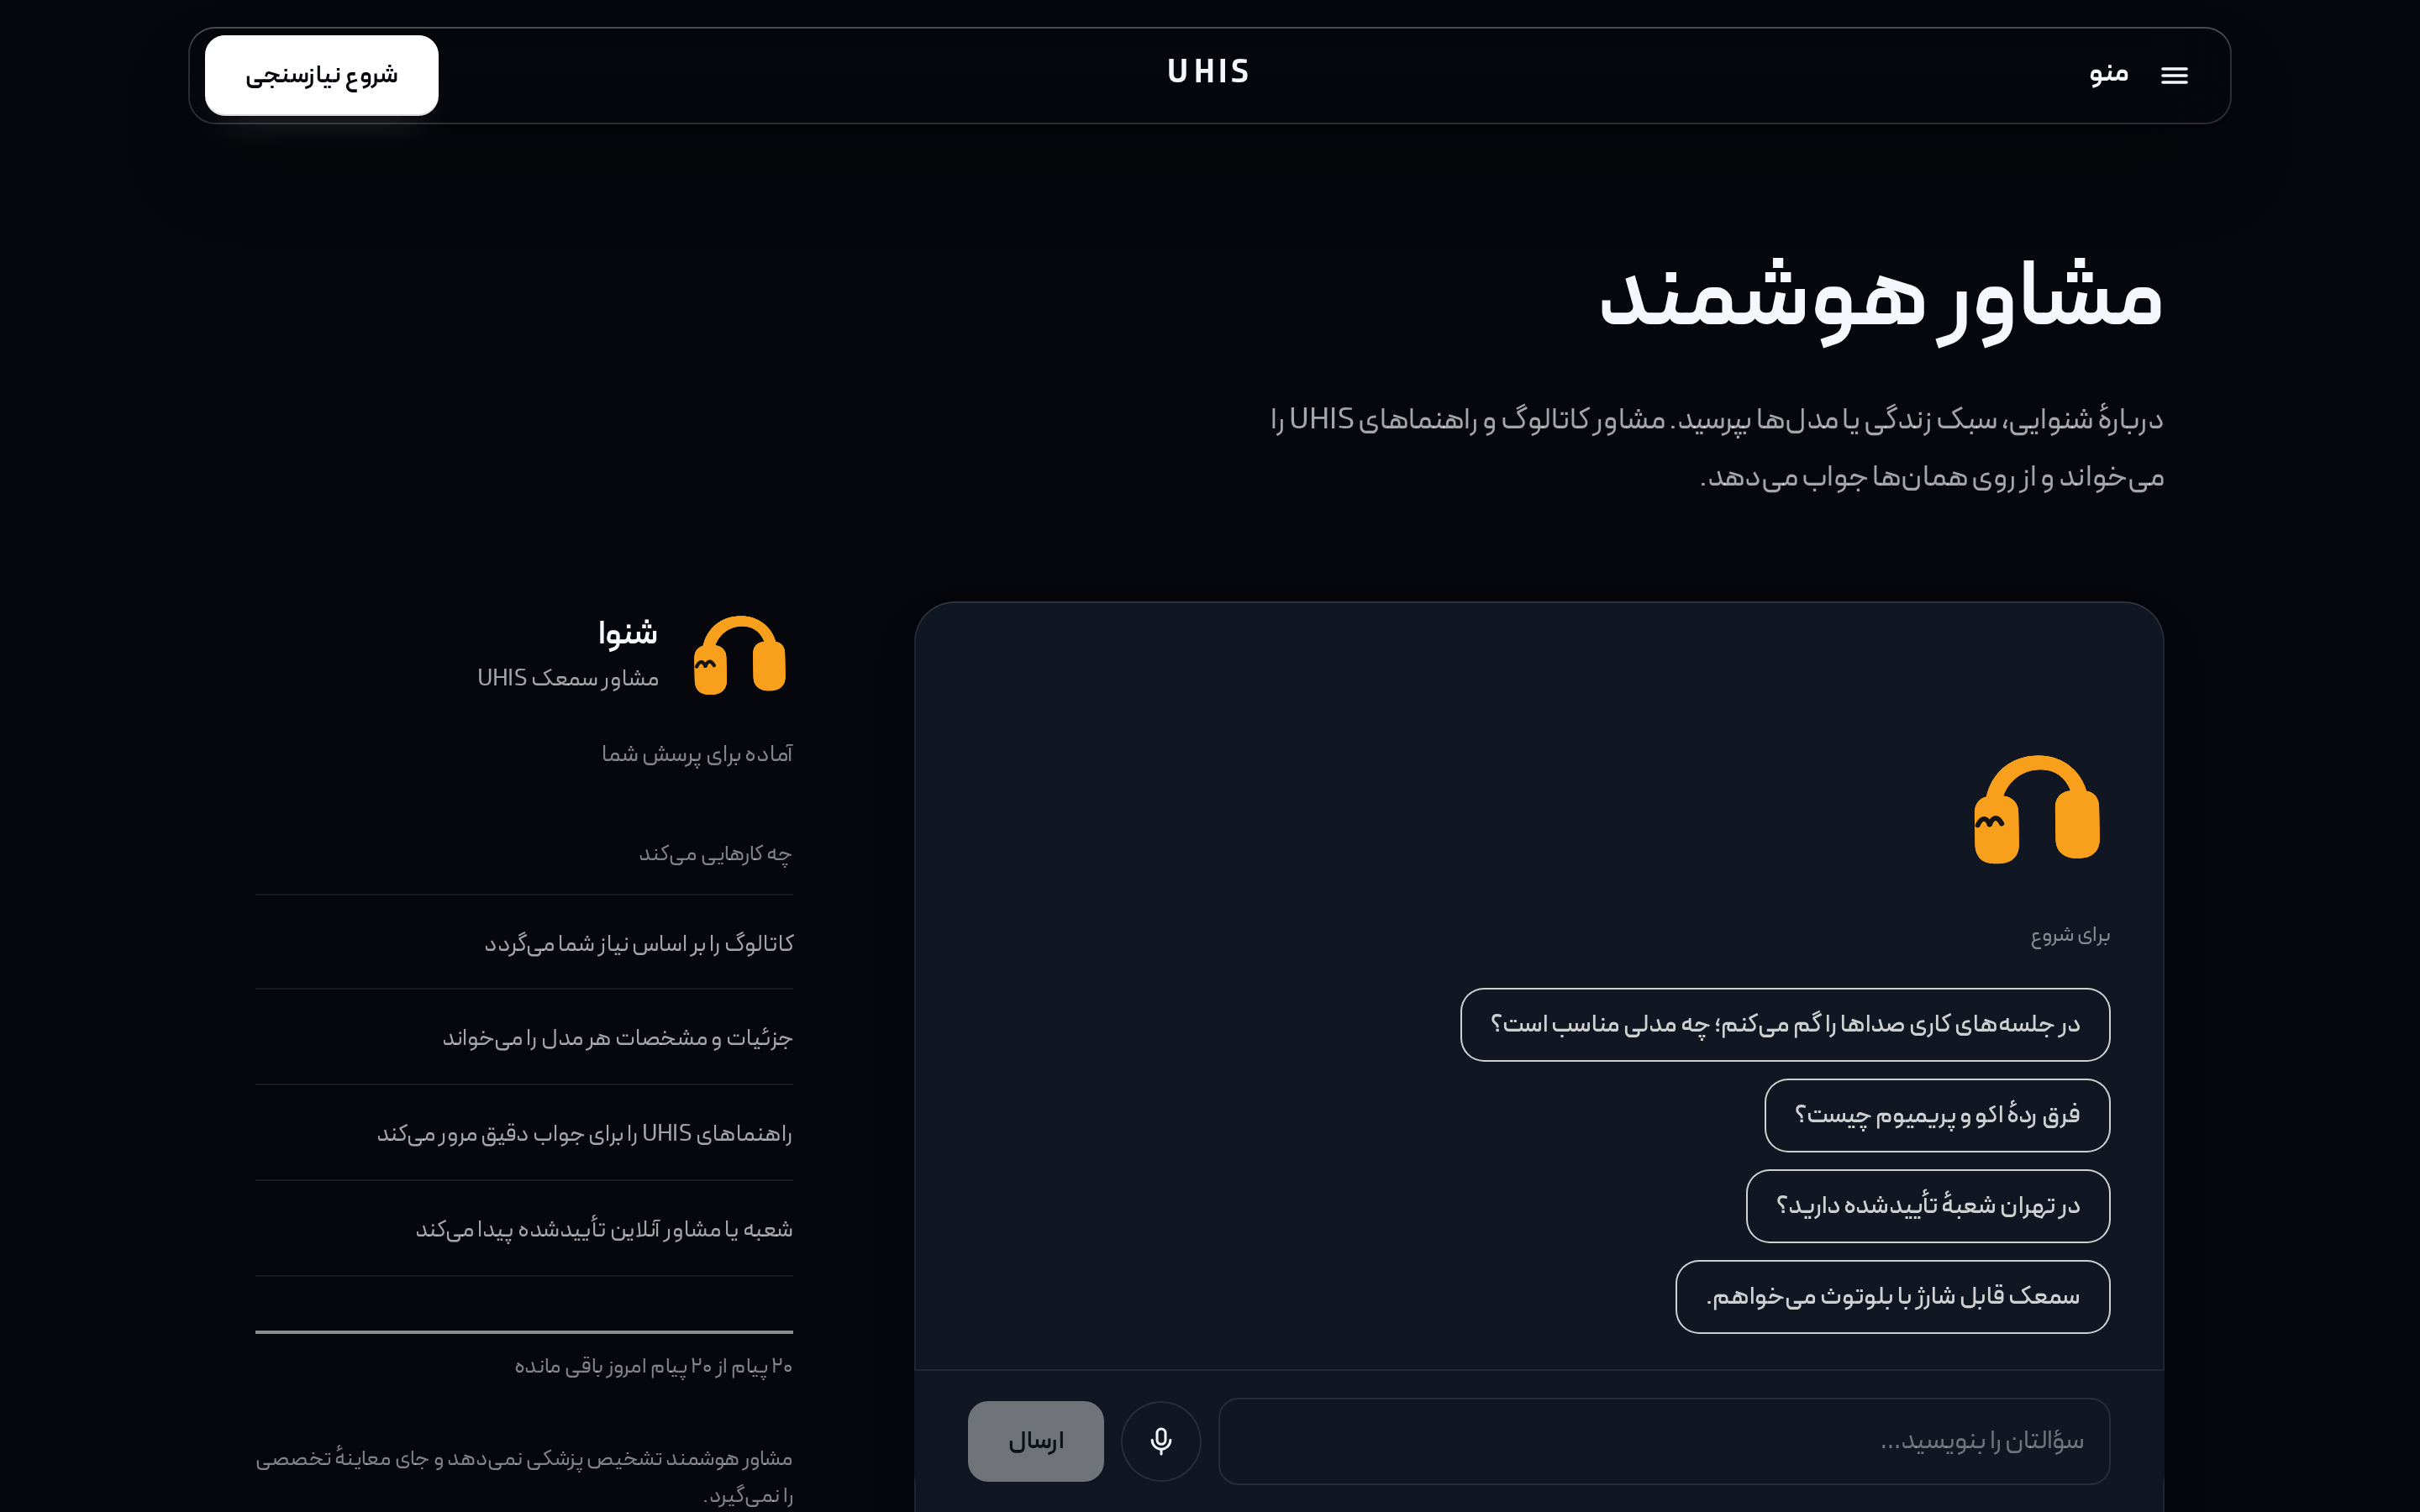 منو
UHIS
شروع نیازسنجی
مشاور هوشمند
دربارهٔ شنوایی، سبک زندگی یا مدل‌ها بپرسید. مشاور کاتالوگ و راهنماهای UHIS را
می‌خواند و از روی همان‌ها جواب می‌دهد.
برای شروع
در جلسه‌های کاری صداها را گم می‌کنم؛ چه مدلی مناسب است؟
فرق ردهٔ اکو و پریمیوم چیست؟
در تهران شعبهٔ تأییدشده دارید؟
سمعک قابل شارژ با بلوتوث می‌خواهم.
سؤالتان را بنویسید...
ارسال
شنوا
مشاور سمعک UHIS
آماده برای پرسش شما
چه کارهایی می‌کند
کاتالوگ را بر اساس نیاز شما می‌گردد
جزئیات و مشخصات هر مدل را می‌خواند
راهنماهای UHIS را برای جواب دقیق مرور می‌کند
شعبه یا مشاور آنلاین تأییدشده پیدا می‌کند
۲۰ پیام از ۲۰ پیام امروز باقی مانده
مشاور هوشمند تشخیص پزشکی نمی‌دهد و جای معاینهٔ تخصصی
را نمی‌گیرد.